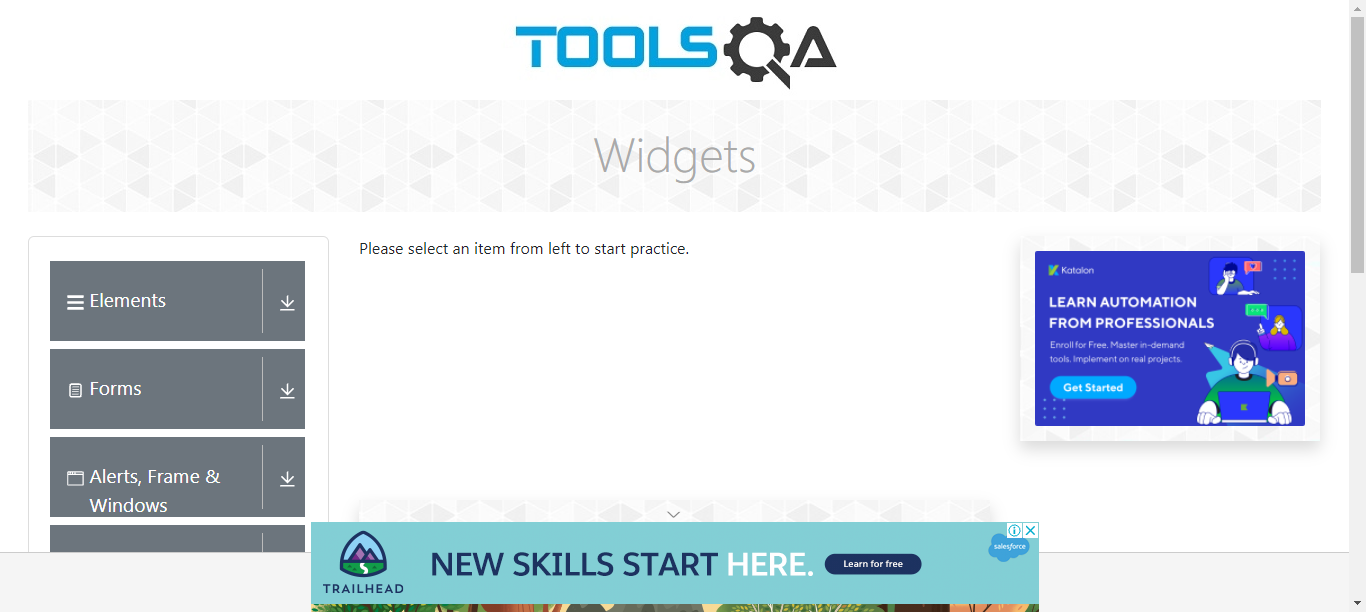 TOOLSQA
Widgets
Elements
Forms
Alerts, Frame &
Windows
Please select an item from left to start practice.
Katalon
LEARN AUTOMATION
FROM PROFESSIONALS
Enroll for Free. Master in-demand
tools. Implement on real projects.
Get Started
TRAILHEAD
NEW SKILLS START HERE.
Learn for free
salesforce